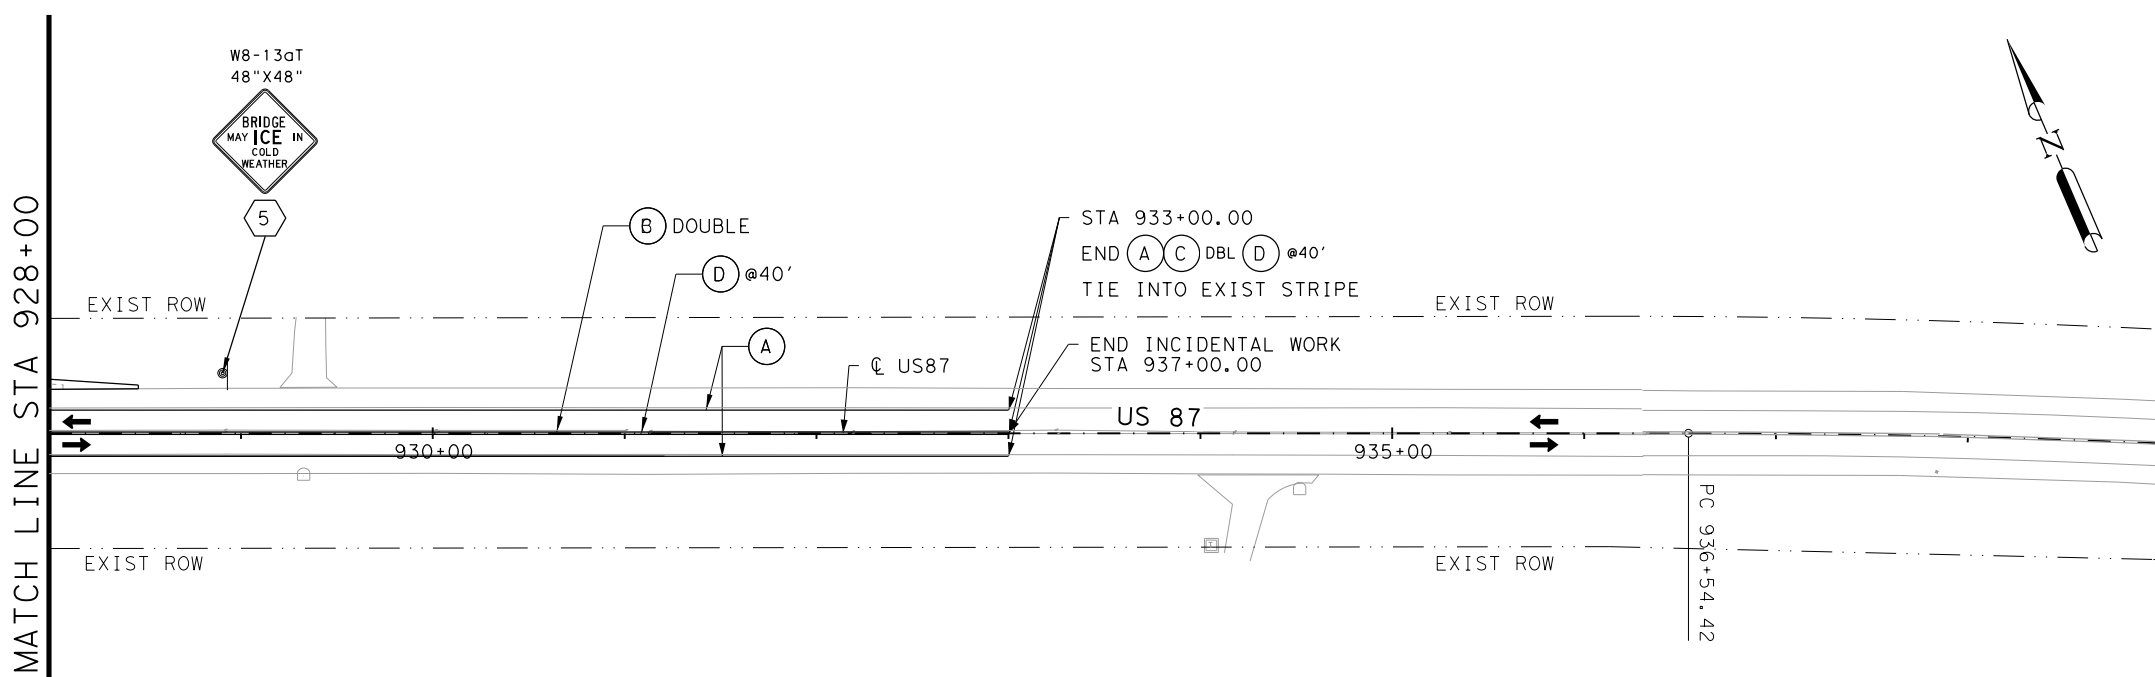 W8-13aT
48"X48"
BRIDGE
MAY ICE IN
COLD
WEATHER
5
MATCH LINE STA 928+00
B DOUBLE
D @40'
A
STA 933+00.00
END A C DBL D @40'
TIE INTO EXIST STRIPE
END INCIDENTAL WORK
STA 937+00.00
℄ US87
EXIST ROW
EXIST ROW
US 87
930+00
935+00
PC 936+54.42
EXIST ROW
EXIST ROW
N